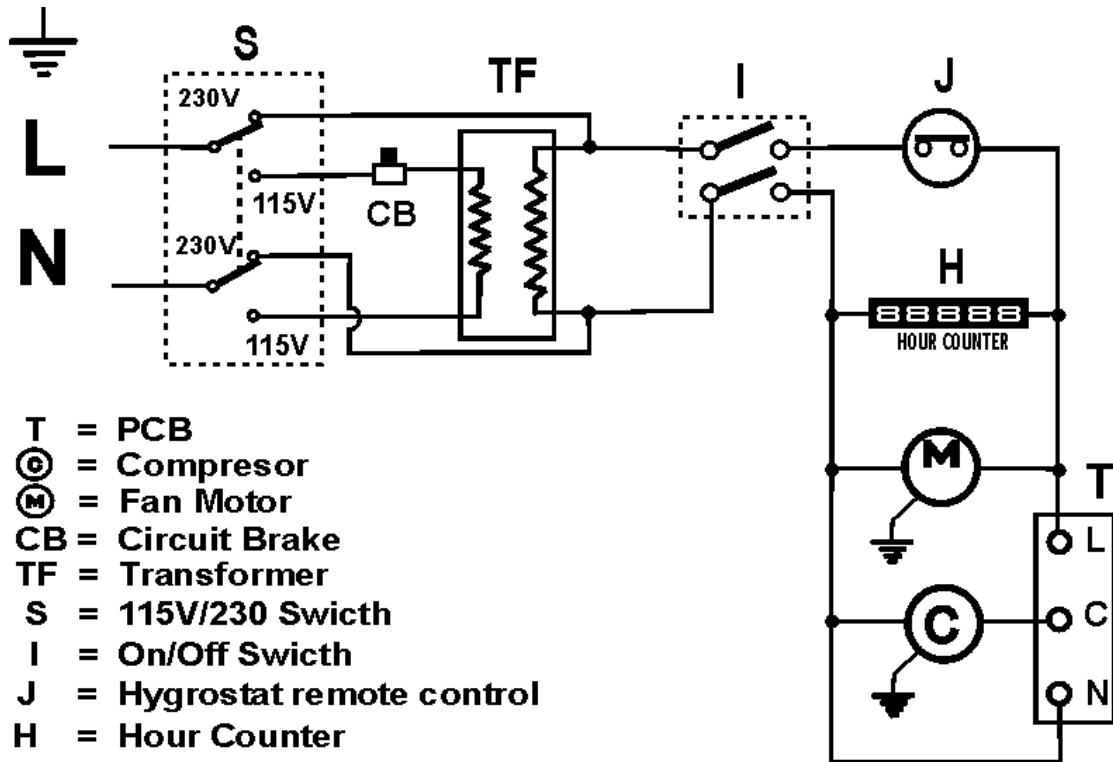 S
TF
I
J
230V
L
115V
CB
N
230V
115V
H
88888
HOUR COUNTER
M
T
L
C
C
N
T = PCB
C = Compresor
M = Fan Motor
CB = Circuit Brake
TF = Transformer
S = 115V/230 Swicth
I = On/Off Swicth
J = Hygrostat remote control
H = Hour Counter